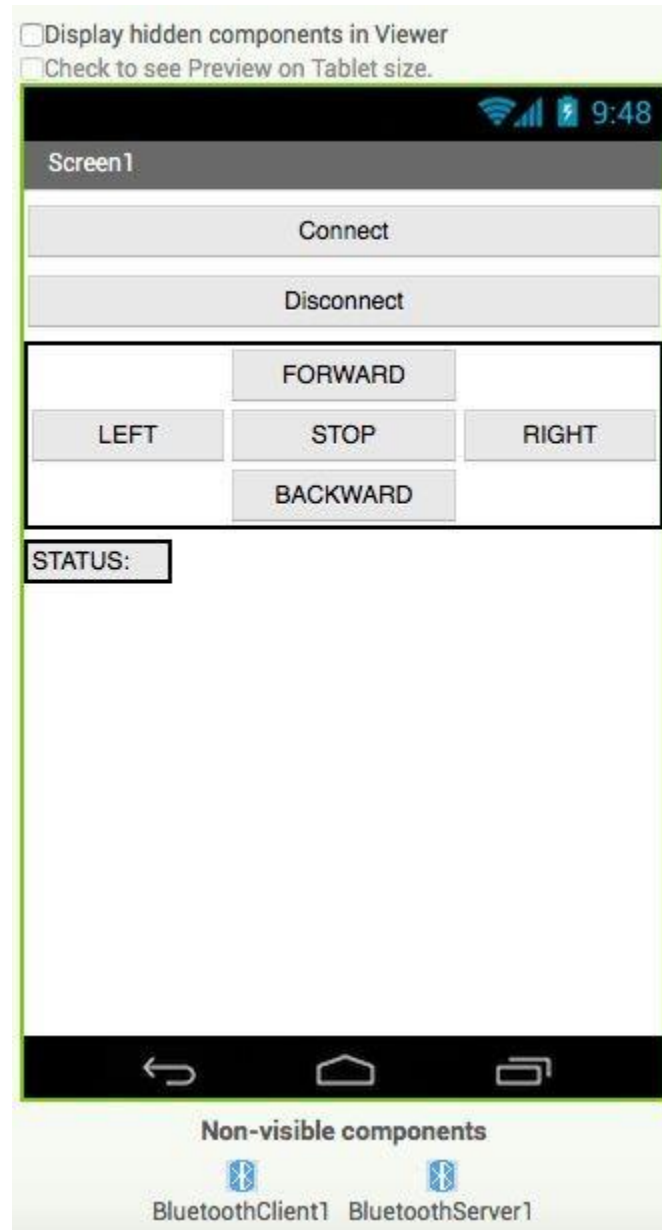 Display hidden components in Viewer
Check to see Preview on Tablet size.
9:48
Screen1
Connect
Disconnect
FORWARD
LEFT STOP RIGHT
BACKWARD
STATUS:
Non-visible components
BluetoothClient1 BluetoothServer1